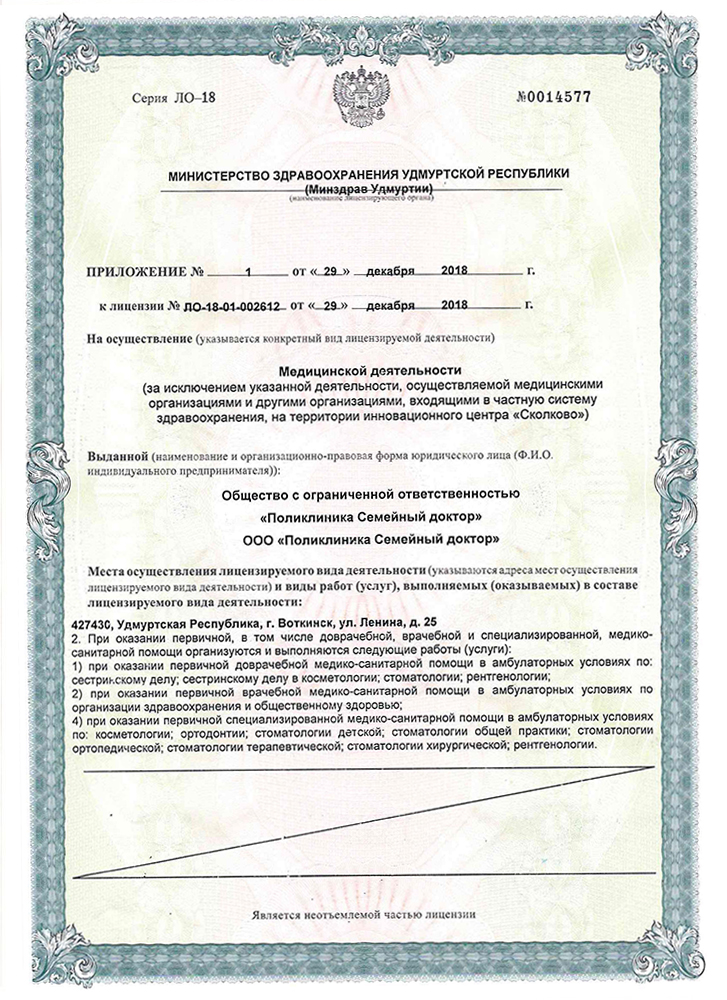 Серия ЛО–18
№0014577
МИНИСТЕРСТВО ЗДРАВООХРАНЕНИЯ УДМУРТСКОЙ РЕСПУБЛИКИ
(Минздрав Удмуртии)
(наименование лицензирующего органа)
ПРИЛОЖЕНИЕ № 1 от « 29 » декабря 2018 г.
к лицензии № ЛО-18-01-002612 от « 29 » декабря 2018 г.
На осуществление (указывается конкретный вид лицензируемой деятельности)
Медицинской деятельности
(за исключением указанной деятельности, осуществляемой медицинскими
организациями и другими организациями, входящими в частную систему
здравоохранения, на территории инновационного центра «Сколково»)
Выданной (наименование и организационно-правовая форма юридического лица (Ф.И.О.
индивидуального предпринимателя)):
Общество с ограниченной ответственностью
«Поликлиника Семейный доктор»
ООО «Поликлиника Семейный доктор»
Места осуществления лицензируемого вида деятельности (указываются адреса мест осуществления
лицензируемого вида деятельности) и виды работ (услуг), выполняемых (оказываемых) в составе
лицензируемого вида деятельности:
427430, Удмуртская Республика, г. Воткинск, ул. Ленина, д. 25
2. При оказании первичной, в том числе доврачебной, врачебной и специализированной, медико-
санитарной помощи организуются и выполняются следующие работы (услуги):
1) при оказании первичной доврачебной медико-санитарной помощи в амбулаторных условиях по:
сестринскому делу; сестринскому делу в косметологии; стоматологии; рентгенологии;
2) при оказании первичной врачебной медико-санитарной помощи в амбулаторных условиях по
организации здравоохранения и общественному здоровью;
4) при оказании первичной специализированной медико-санитарной помощи в амбулаторных условиях
по: косметологии; ортодонтии; стоматологии детской; стоматологии общей практики; стоматологии
ортопедической; стоматологии терапевтической; стоматологии хирургической; рентгенологии.
Является неотъемлемой частью лицензии